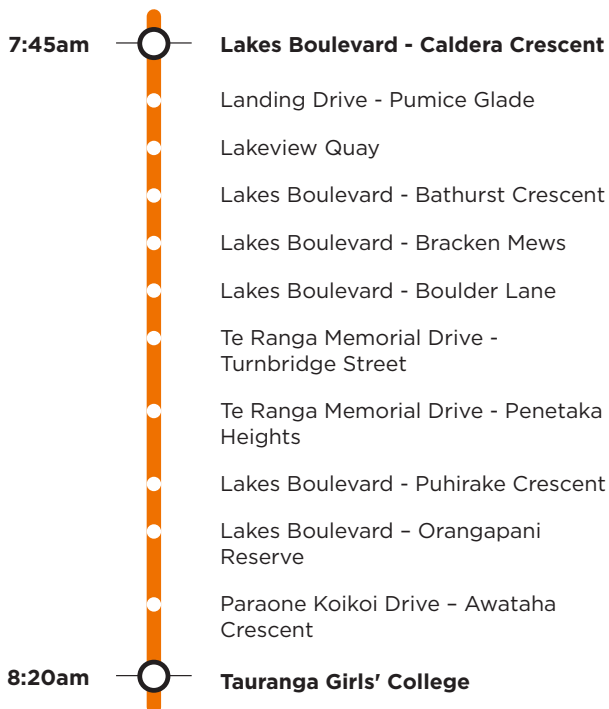 7:45am Lakes Boulevard - Caldera Crescent
Landing Drive - Pumice Glade
Lakeview Quay
Lakes Boulevard - Bathurst Crescent
Lakes Boulevard - Bracken Mews
Lakes Boulevard - Boulder Lane
Te Ranga Memorial Drive -
Turnbridge Street
Te Ranga Memorial Drive - Penetaka
Heights
Lakes Boulevard - Puhirake Crescent
Lakes Boulevard – Orangapani
Reserve
Paraone Koikoi Drive – Awataha
Crescent
8:20am Tauranga Girls' College